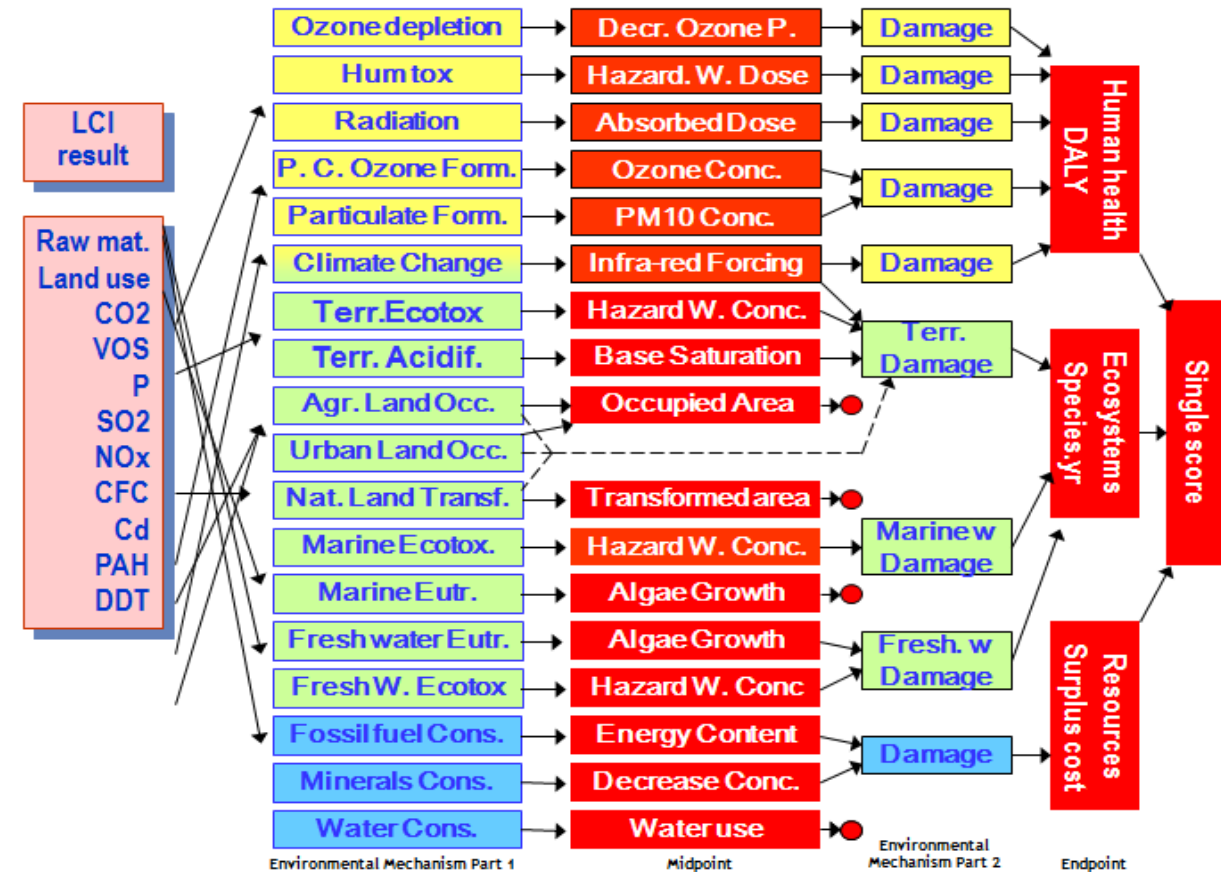 LCI
result
Raw mat.
Land use
CO2
VOS
P
SO2
NOx
CFC
Cd
PAH
DDT
Ozone depletion
Hum tox
Radiation
P. C. Ozone Form.
Particulate Form.
Climate Change
Terr.Ecotox
Terr. Acidif.
Agr. Land Occ.
Urban Land Occ.
Nat. Land Transf.
Marine Ecotox.
Marine Eutr.
Freshwater Eutr.
Fresh W. Ecotox
Fossil fuel Cons.
Minerals Cons.
Water Cons.
Environmental Mechanism Part 1
Decr. Ozone P.
Hazard. W. Dose
Absorbed Dose
Ozone Conc.
PM10 Conc.
Infra-red Forcing
Hazard W. Conc.
Base Saturation
Occupied Area
Transformed area
Hazard W. Conc.
Algae Growth
Algae Growth
Hazard W. Conc
Energy Content
Decrease Conc.
Water use
Midpoint
Damage
Damage
Damage
Damage
Damage
Terr.
Damage
Marine w
Damage
Fresh. w
Damage
Damage
Environmental
Mechanism Part 2
Human health
DALY
Ecosystems
Species.yr
Resources
Surplus cost
Endpoint
Single score